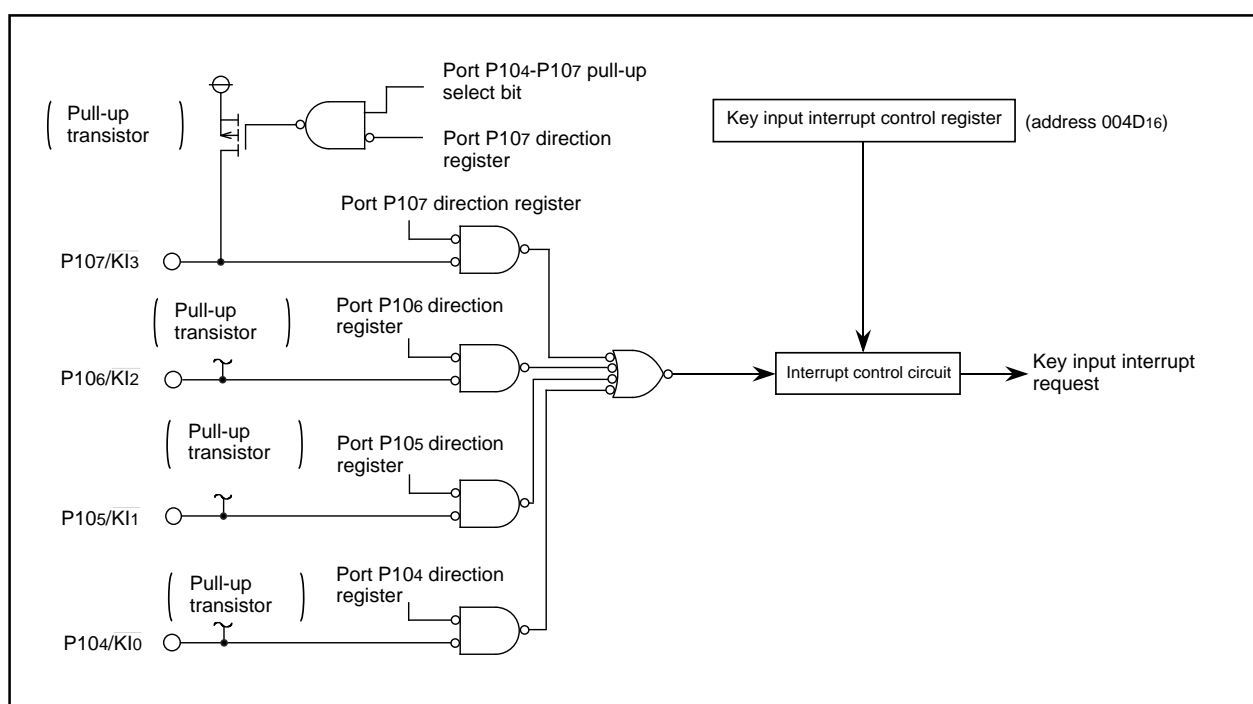 Port P104-P107 pull-up
select bit
Pull-up
transistor
Port P107 direction
register
Key input interrupt control register
(address 004D16)
Port P107 direction register
P107/KI3
Pull-up
transistor
Port P106 direction
register
P106/KI2
Interrupt control circuit
Key input interrupt
request
Pull-up
transistor
Port P105 direction
register
P105/KI1
Pull-up
transistor
Port P104 direction
register
P104/KI0